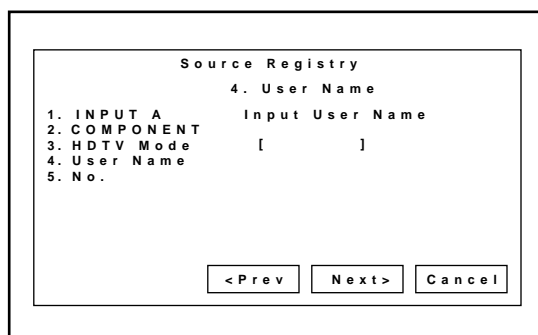 Source Registry
4. User Name
1. INPUT A
Input User Name
2. COMPONENT
3. HDTV Mode
[ ]
4. User Name
5. No.
<Prev
Next>
Cancel